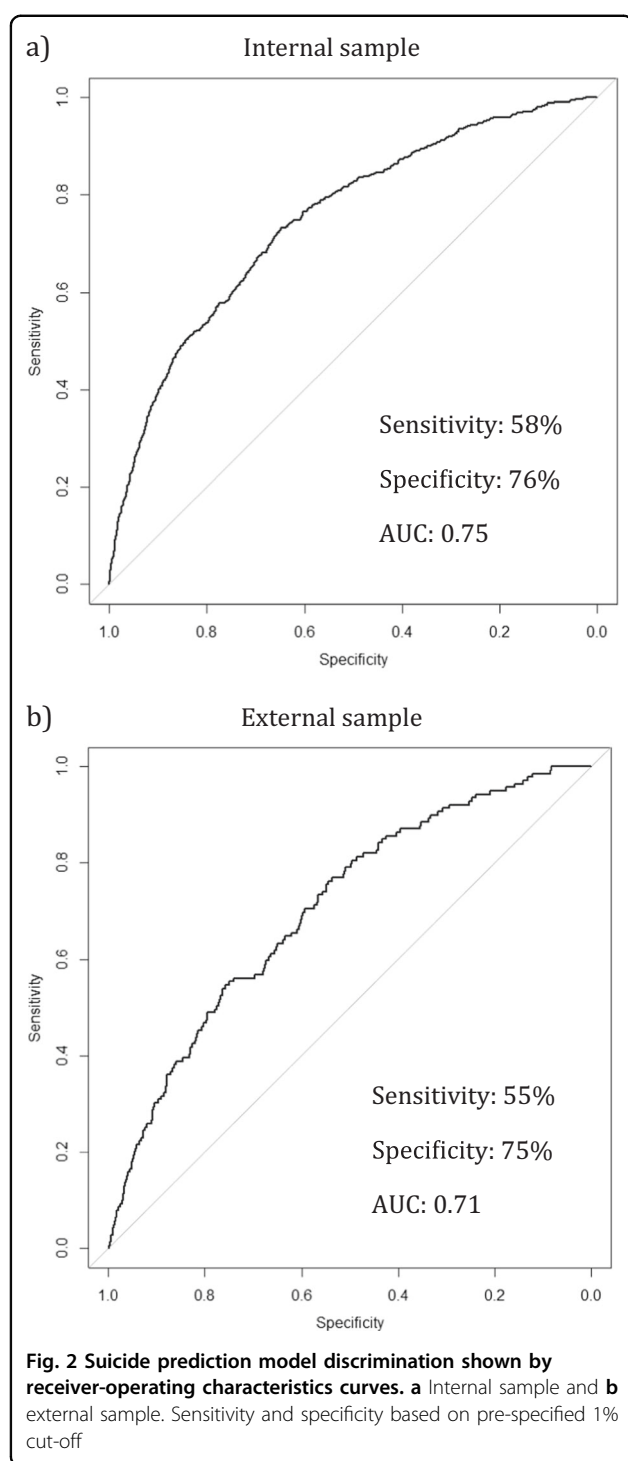 a)
Internal sample
1.0
0.8
0.6
0.4
0.2
0.0
Sensitivity
Sensitivity: 58%
Specificity: 76%
AUC: 0.75
1.0 0.8 0.6 0.4 0.2 0.0
Specificity
b)
External sample
1.0
0.8
0.6
0.4
0.2
0.0
Sensitivity
Sensitivity: 55%
Specificity: 75%
AUC: 0.71
1.0 0.8 0.6 0.4 0.2 0.0
Specificity
Fig. 2 Suicide prediction model discrimination shown by
receiver-operating characteristics curves. a Internal sample and b
external sample. Sensitivity and specificity based on pre-specified 1%
cut-off